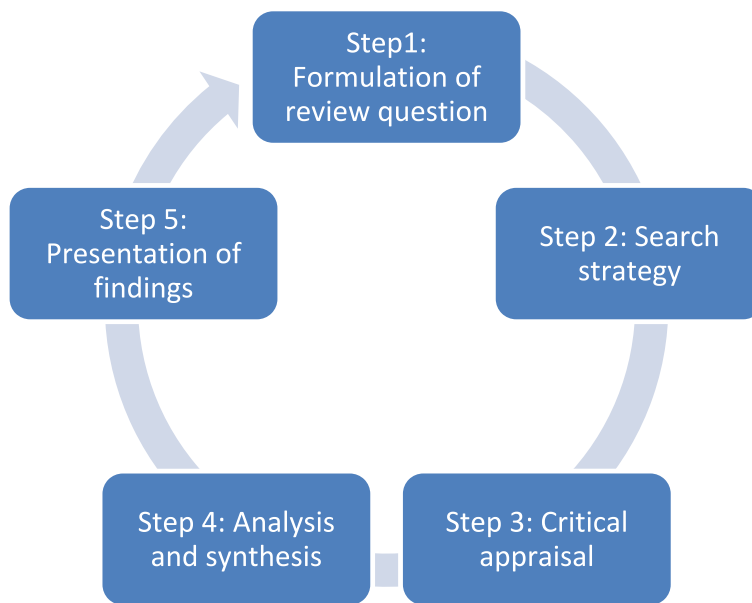 Step1:
Formulation of
review question
Step 2: Search
strategy
Step 3: Critical
appraisal
Step 4: Analysis
and synthesis
Step 5:
Presentation of
findings